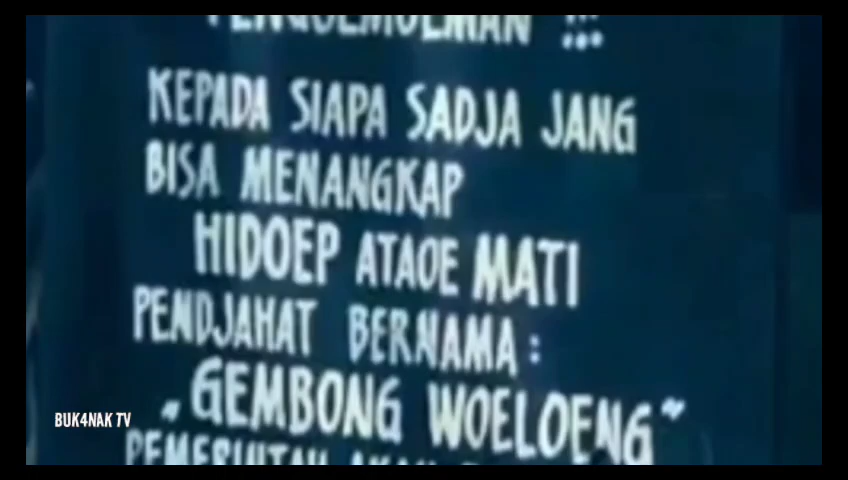 KEPADA SIAPA SADJA JANG
BISA MENANGKAP
HIDOEP ATAOE MATI
PENDJAHAT BERNAMA :
„GEMBONG WOELOENG”
BUK4NAK TV